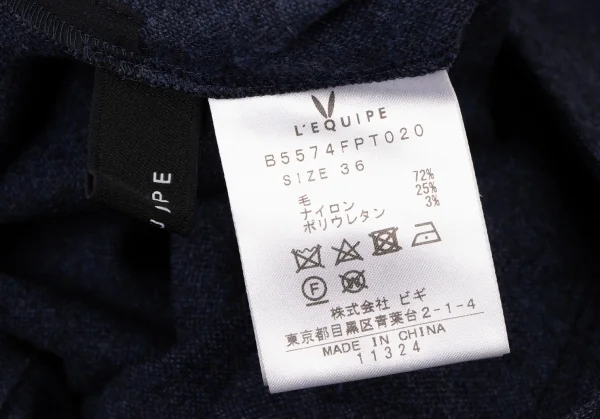 L'EQUIPE
B5574FPT020
SIZE 36
毛 72%
ナイロン 25%
ポリウレタン 3%
F W
株式会社 ビギ
東京都目黒区青葉台2-1-4
MADE IN CHINA
11324
IPE